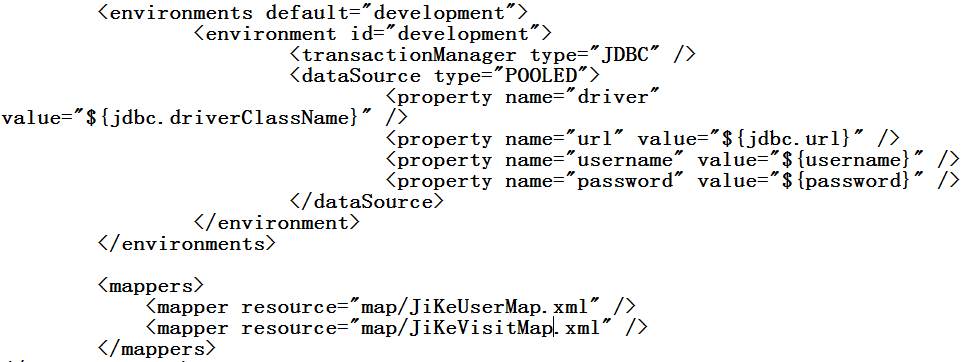 <environments default="development">
<environment id="development">
<transactionManager type="JDBC" />
<dataSource type="POOLED">
<property name="driver"
value="${jdbc.driverClassName}" />
<property name="url" value="${jdbc.url}" />
<property name="username" value="${username}" />
<property name="password" value="${password}" />
</dataSource>
</environment>
</environments>
<mappers>
<mapper resource="map/JiKeUserMap.xml" />
<mapper resource="map/JiKeVisitMap.xml" />
</mappers>